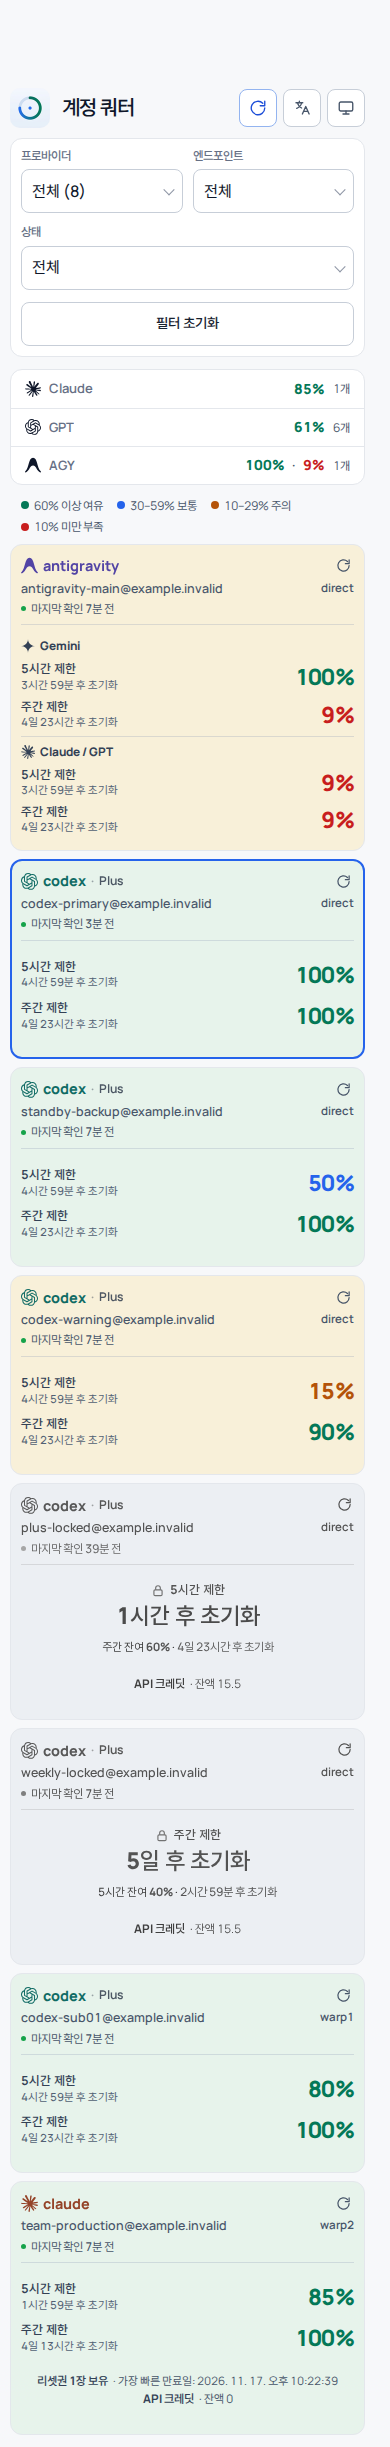 계정 쿼터
프로바이더
엔드포인트
전체 (8)
전체
상태
전체
필터 초기화
Claude 85% 1개
GPT 61% 6개
AGY 100% · 9% 1개
60% 이상 여유 30–59% 보통 10–29% 주의
10% 미만 부족
antigravity
antigravity-main@example.invalid direct
마지막 확인 7분 전
Gemini
5시간 제한
3시간 59분 후 초기화
100%
주간 제한
4일 23시간 후 초기화
9%
Claude / GPT
5시간 제한
3시간 59분 후 초기화
9%
주간 제한
4일 23시간 후 초기화
9%
codex · Plus
codex-primary@example.invalid direct
마지막 확인 3분 전
5시간 제한
4시간 59분 후 초기화
100%
주간 제한
4일 23시간 후 초기화
100%
codex · Plus
standby-backup@example.invalid direct
마지막 확인 7분 전
5시간 제한
4시간 59분 후 초기화
50%
주간 제한
4일 23시간 후 초기화
100%
codex · Plus
codex-warning@example.invalid direct
마지막 확인 7분 전
5시간 제한
4시간 59분 후 초기화
15%
주간 제한
4일 23시간 후 초기화
90%
codex · Plus
plus-locked@example.invalid direct
마지막 확인 39분 전
5시간 제한
1시간 후 초기화
주간 잔여 60% · 4일 23시간 후 초기화
API 크레딧 · 잔액 15.5
codex · Plus
weekly-locked@example.invalid direct
마지막 확인 7분 전
주간 제한
5일 후 초기화
5시간 잔여 40% · 2시간 59분 후 초기화
API 크레딧 · 잔액 15.5
codex · Plus
codex-sub01@example.invalid warp1
마지막 확인 7분 전
5시간 제한
4시간 59분 후 초기화
80%
주간 제한
4일 23시간 후 초기화
100%
claude
team-production@example.invalid warp2
마지막 확인 7분 전
5시간 제한
1시간 59분 후 초기화
85%
주간 제한
4일 13시간 후 초기화
100%
리셋권 1장 보유 · 가장 빠른 만료일: 2026. 11. 17. 오후 10:22:39
API 크레딧 · 잔액 0